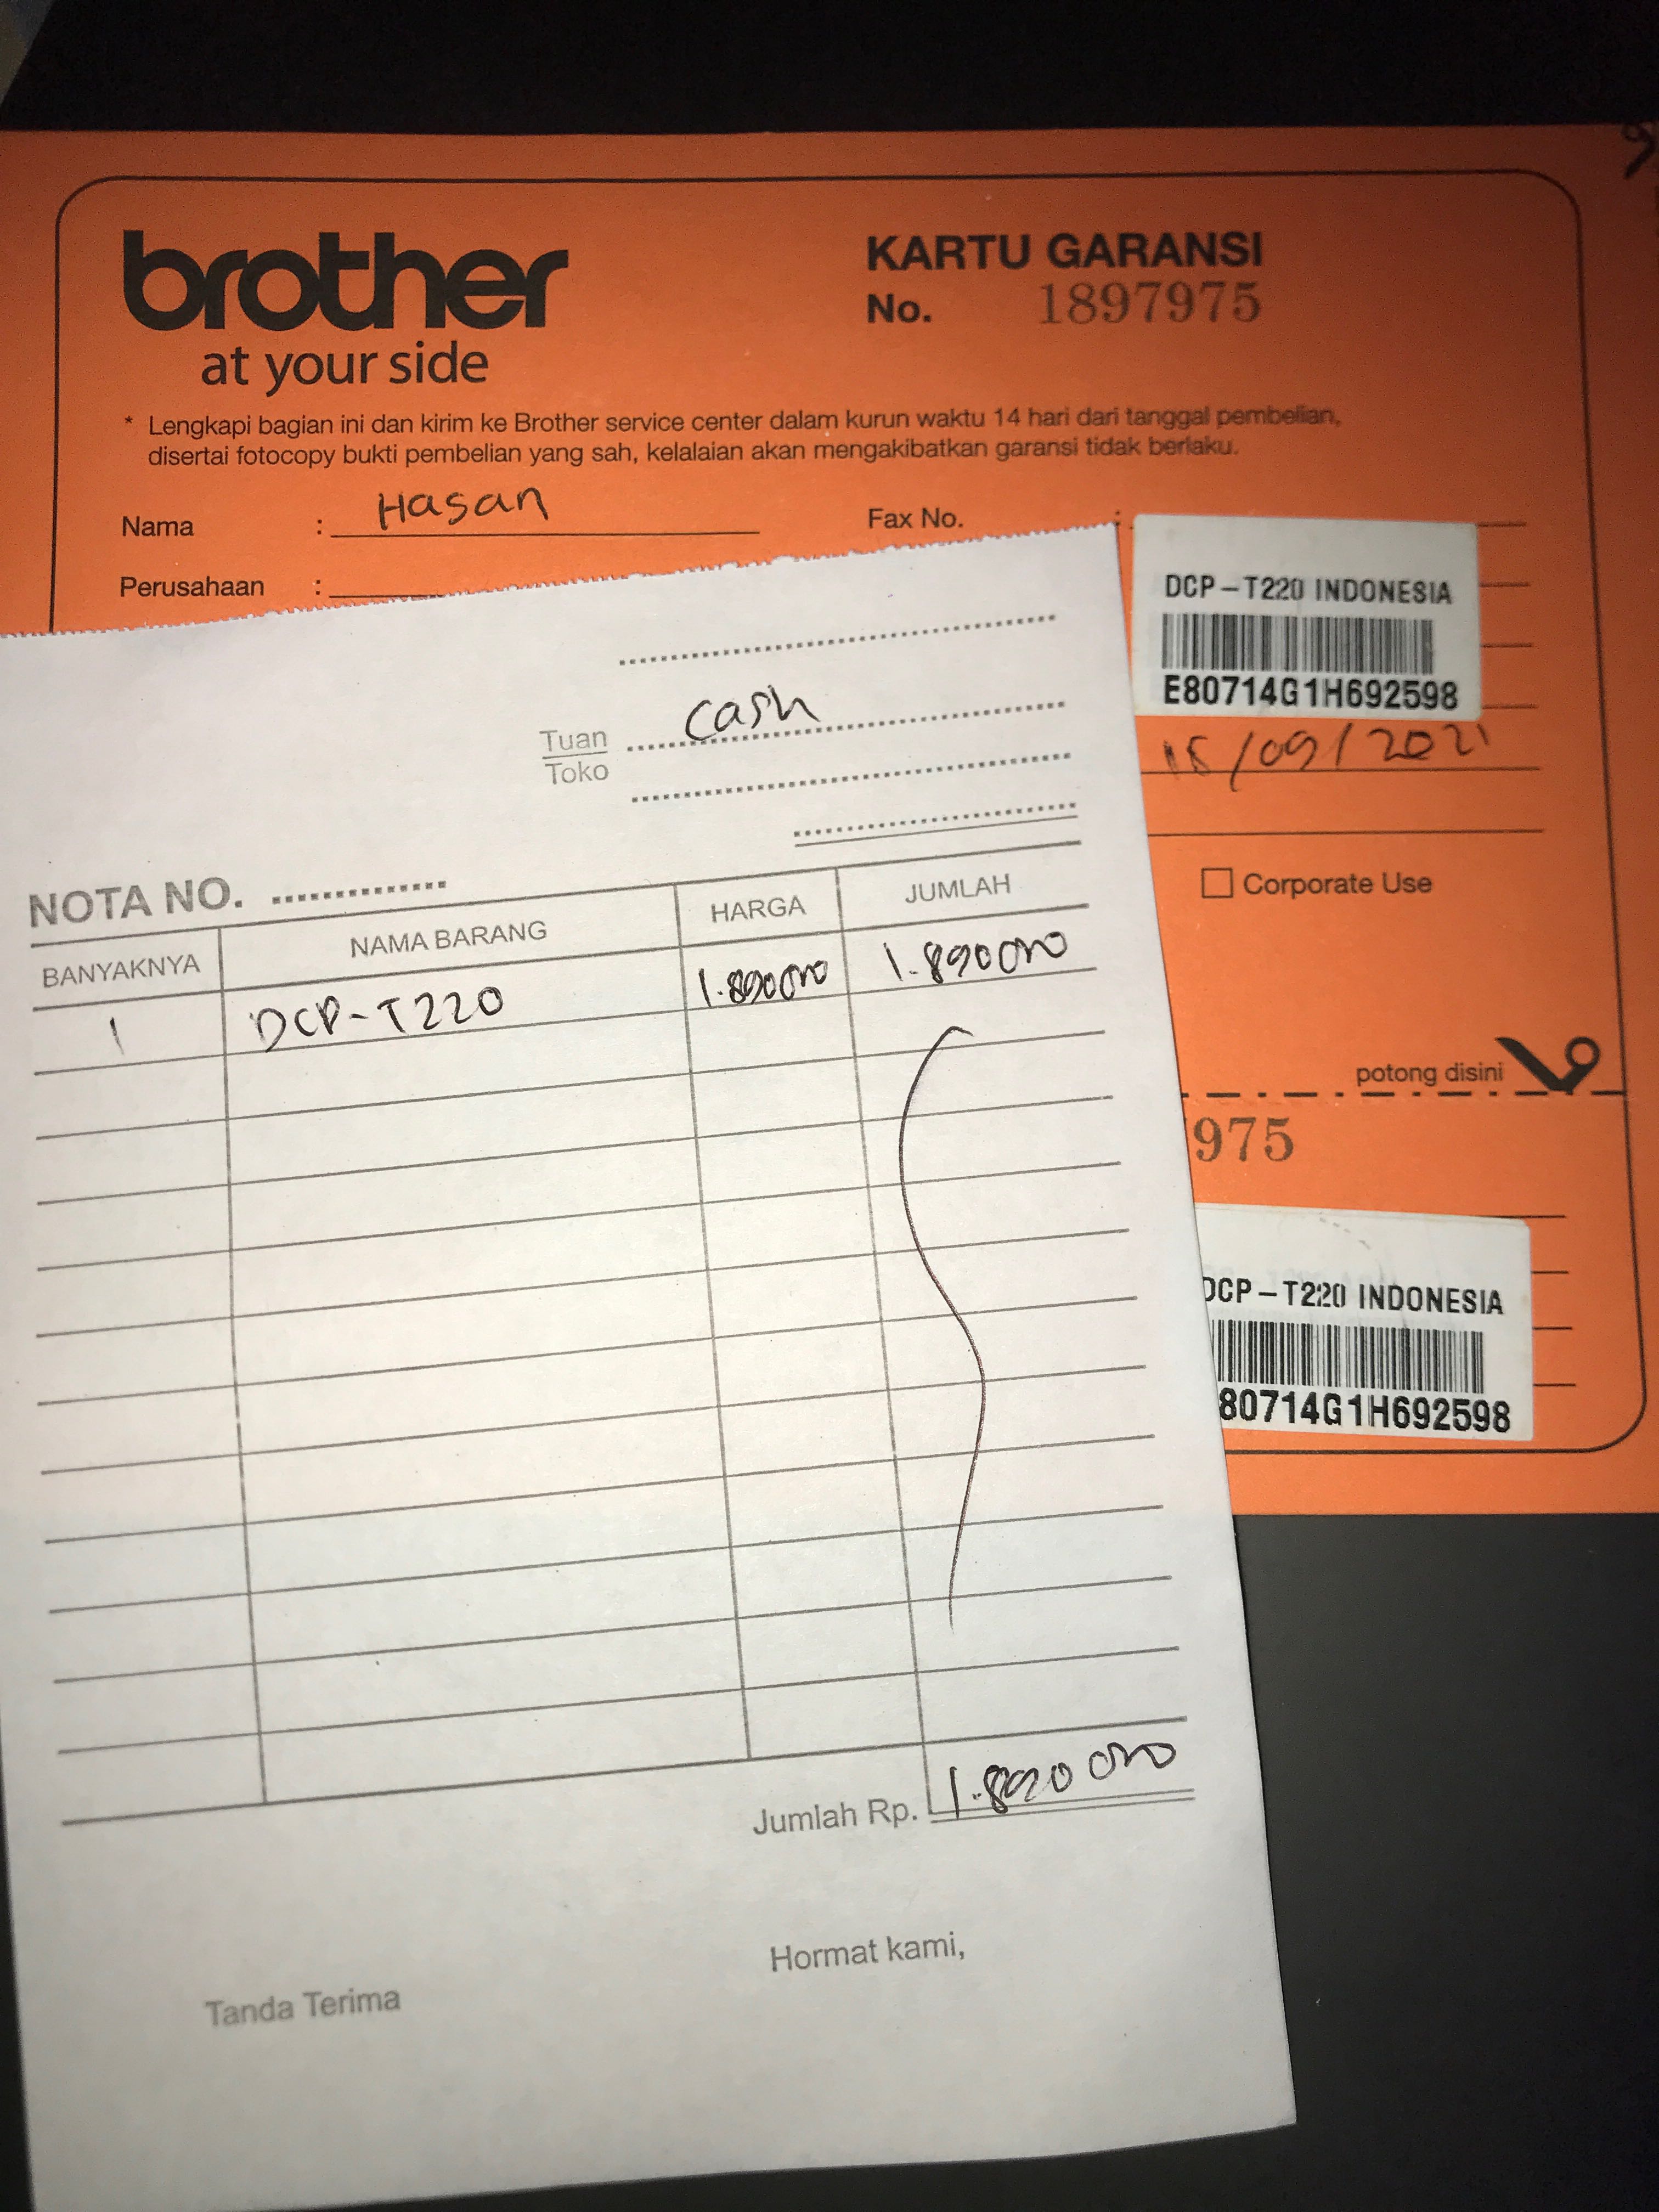 brother
at your side
KARTU GARANSI
No. 1897975
* Lengkapi bagian ini dan kirim ke Brother service center dalam kurun waktu 14 hari dari tanggal pembelian,
disertai fotocopy bukti pembelian yang sah, kelalaian akan mengakibatkan garansi tidak berlaku.
Nama : Hasan
Fax No. :
Perusahaan :
DCP-T220 INDONESIA
E80714G1H692598
/09/2021
Corporate Use
potong disini
975
DCP-T220 INDONESIA
80714G1H692598
Tuan
Toko
Cash
NOTA NO.
BANYAKNYA NAMA BARANG HARGA JUMLAH
1 DCP-T220 1.890000 1.890000
Jumlah Rp. 1.890 000
Tanda Terima
Hormat kami,